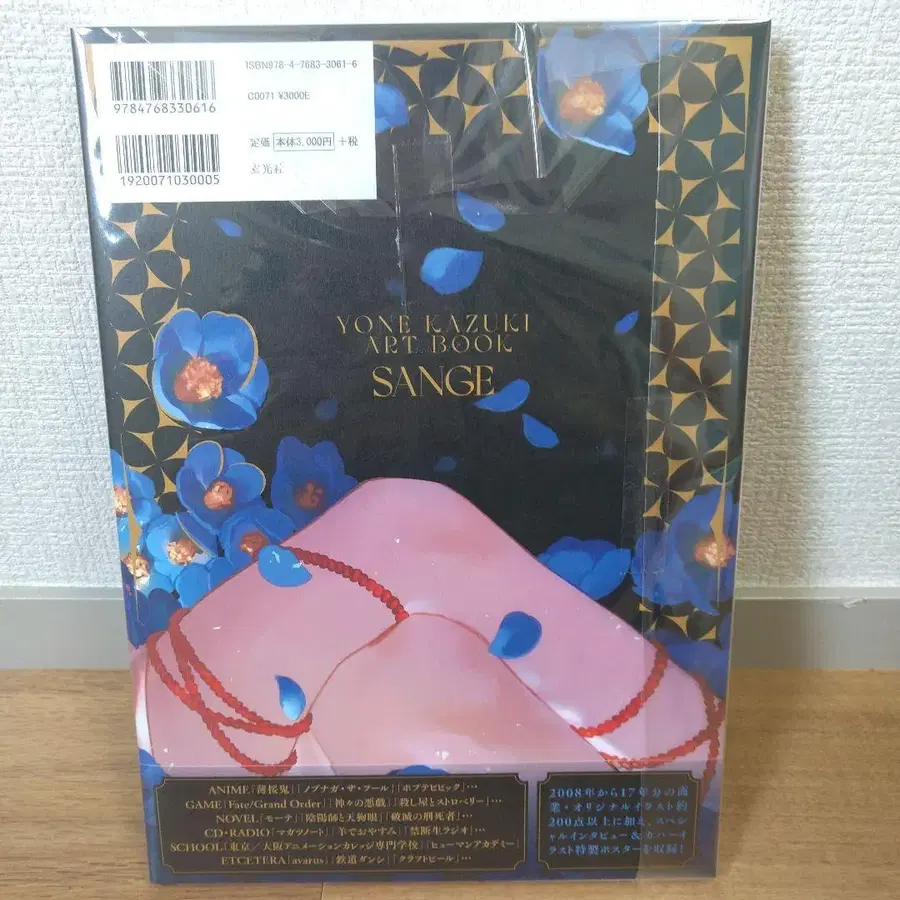 ISBN978-4-7683-3061-6
9784768330616
C0071 ¥3000E
定価 本体3,000円 +税
1920071030005
玄光社
YONE KAZUKI
ART BOOK
SANGE
ANIME「薄桜鬼」「ノブナガ・ザ・フール」「ポプテピピック」…
GAME「Fate/Grand Order」「神々の悪戯」「殺し屋とストロベリー」…
NOVEL「モーテ」「陰陽師と天狗眼」「破滅の刑死者」…
CD・RADIO「マガツノート」「羊でおやすみ」「禁断生ラジオ」…
SCHOOL「東京/大阪アニメーションカレッジ専門学校」「ヒューマンアカデミー」
ETCETERA「avarus」「鉄道ダンシ」「クラフトビール」…
2008年から17年分の商
業・オリジナルイラスト約
200点以上に加え、スペシ
ャルインタビュー&カバーイ
ラスト特製ポスターを収録!